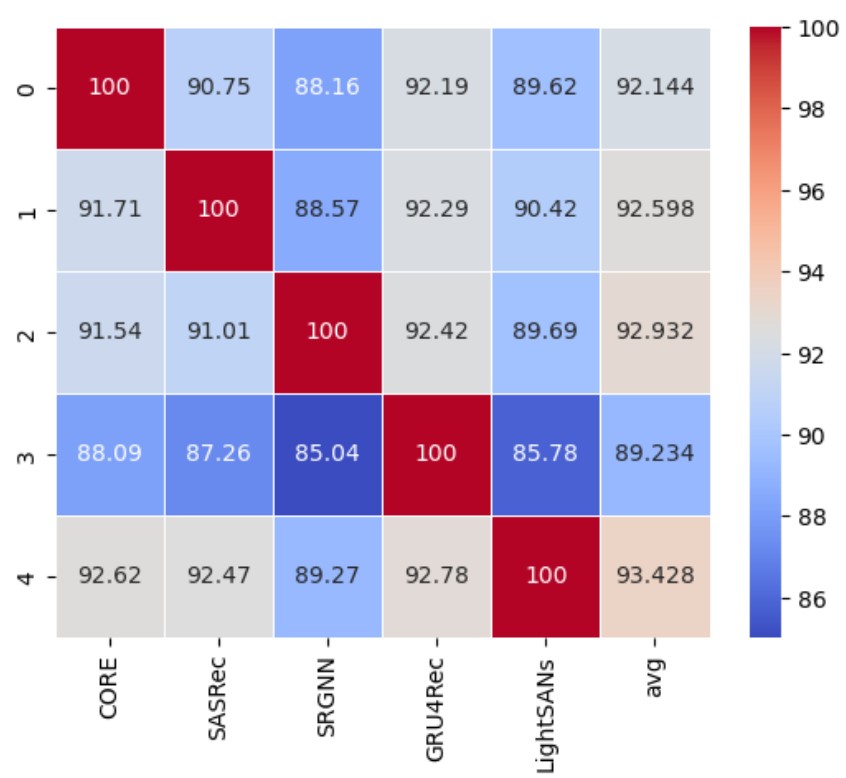 0 100 90.75 88.16 92.19 89.62 92.144
1 91.71 100 88.57 92.29 90.42 92.598
2 91.54 91.01 100 92.42 89.69 92.932
3 88.09 87.26 85.04 100 85.78 89.234
4 92.62 92.47 89.27 92.78 100 93.428
CORE SASRec SRGNN GRU4Rec LightSANs avg
100
98
96
94
92
90
88
86